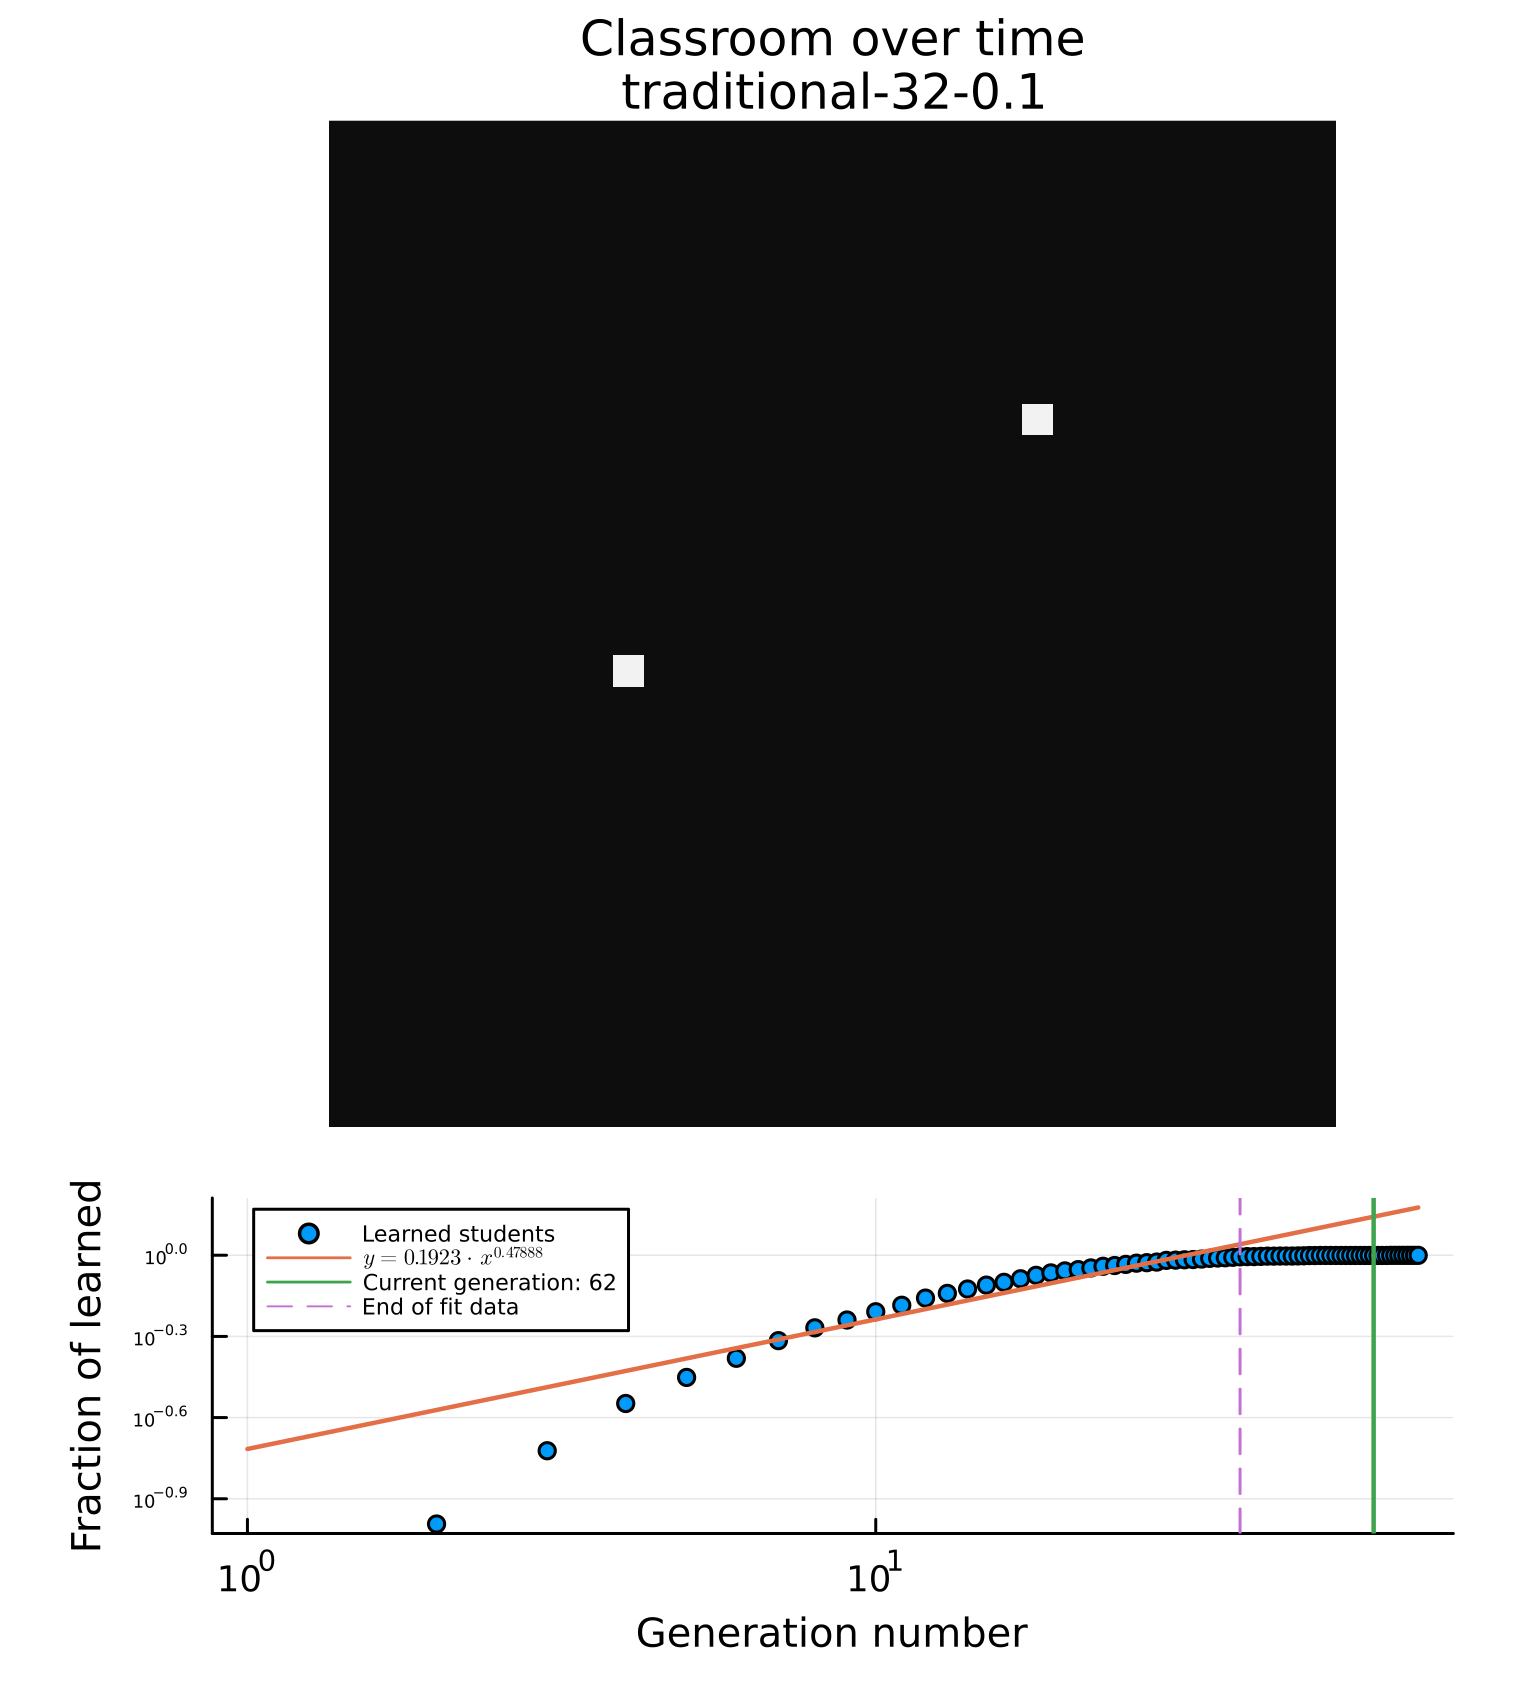 Classroom over time
traditional-32-0.1
Fraction of learned
10^0.0
10^-0.3
10^-0.6
10^-0.9
Learned students
y = 0.1923 · x^0.47888
Current generation: 62
End of fit data
10^0
10^1
Generation number